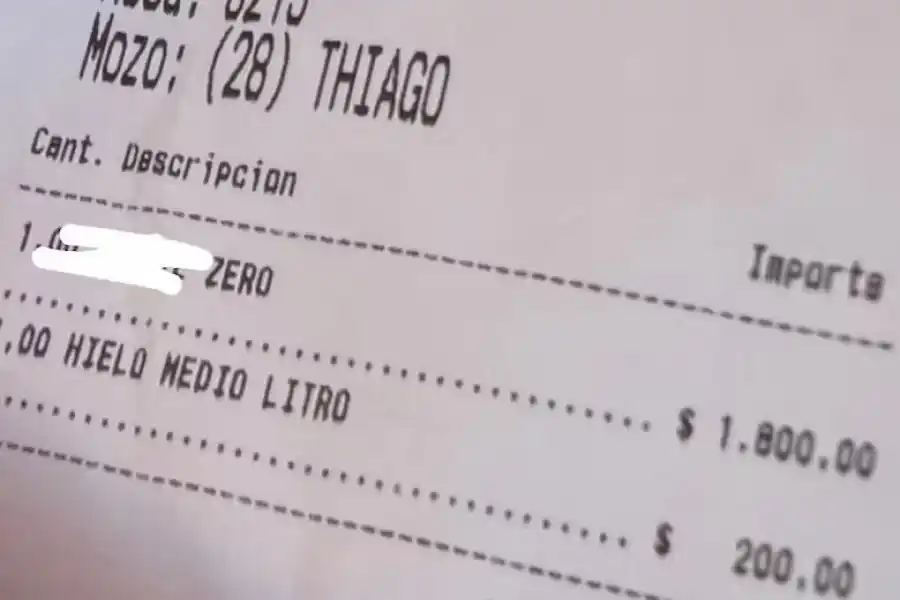 Mozo: (28) THIAGO
Cant. Descripcion
Importe
ZERO
$ 1.800.00
,00 HIELO MEDIO LITRO
$ 200.00